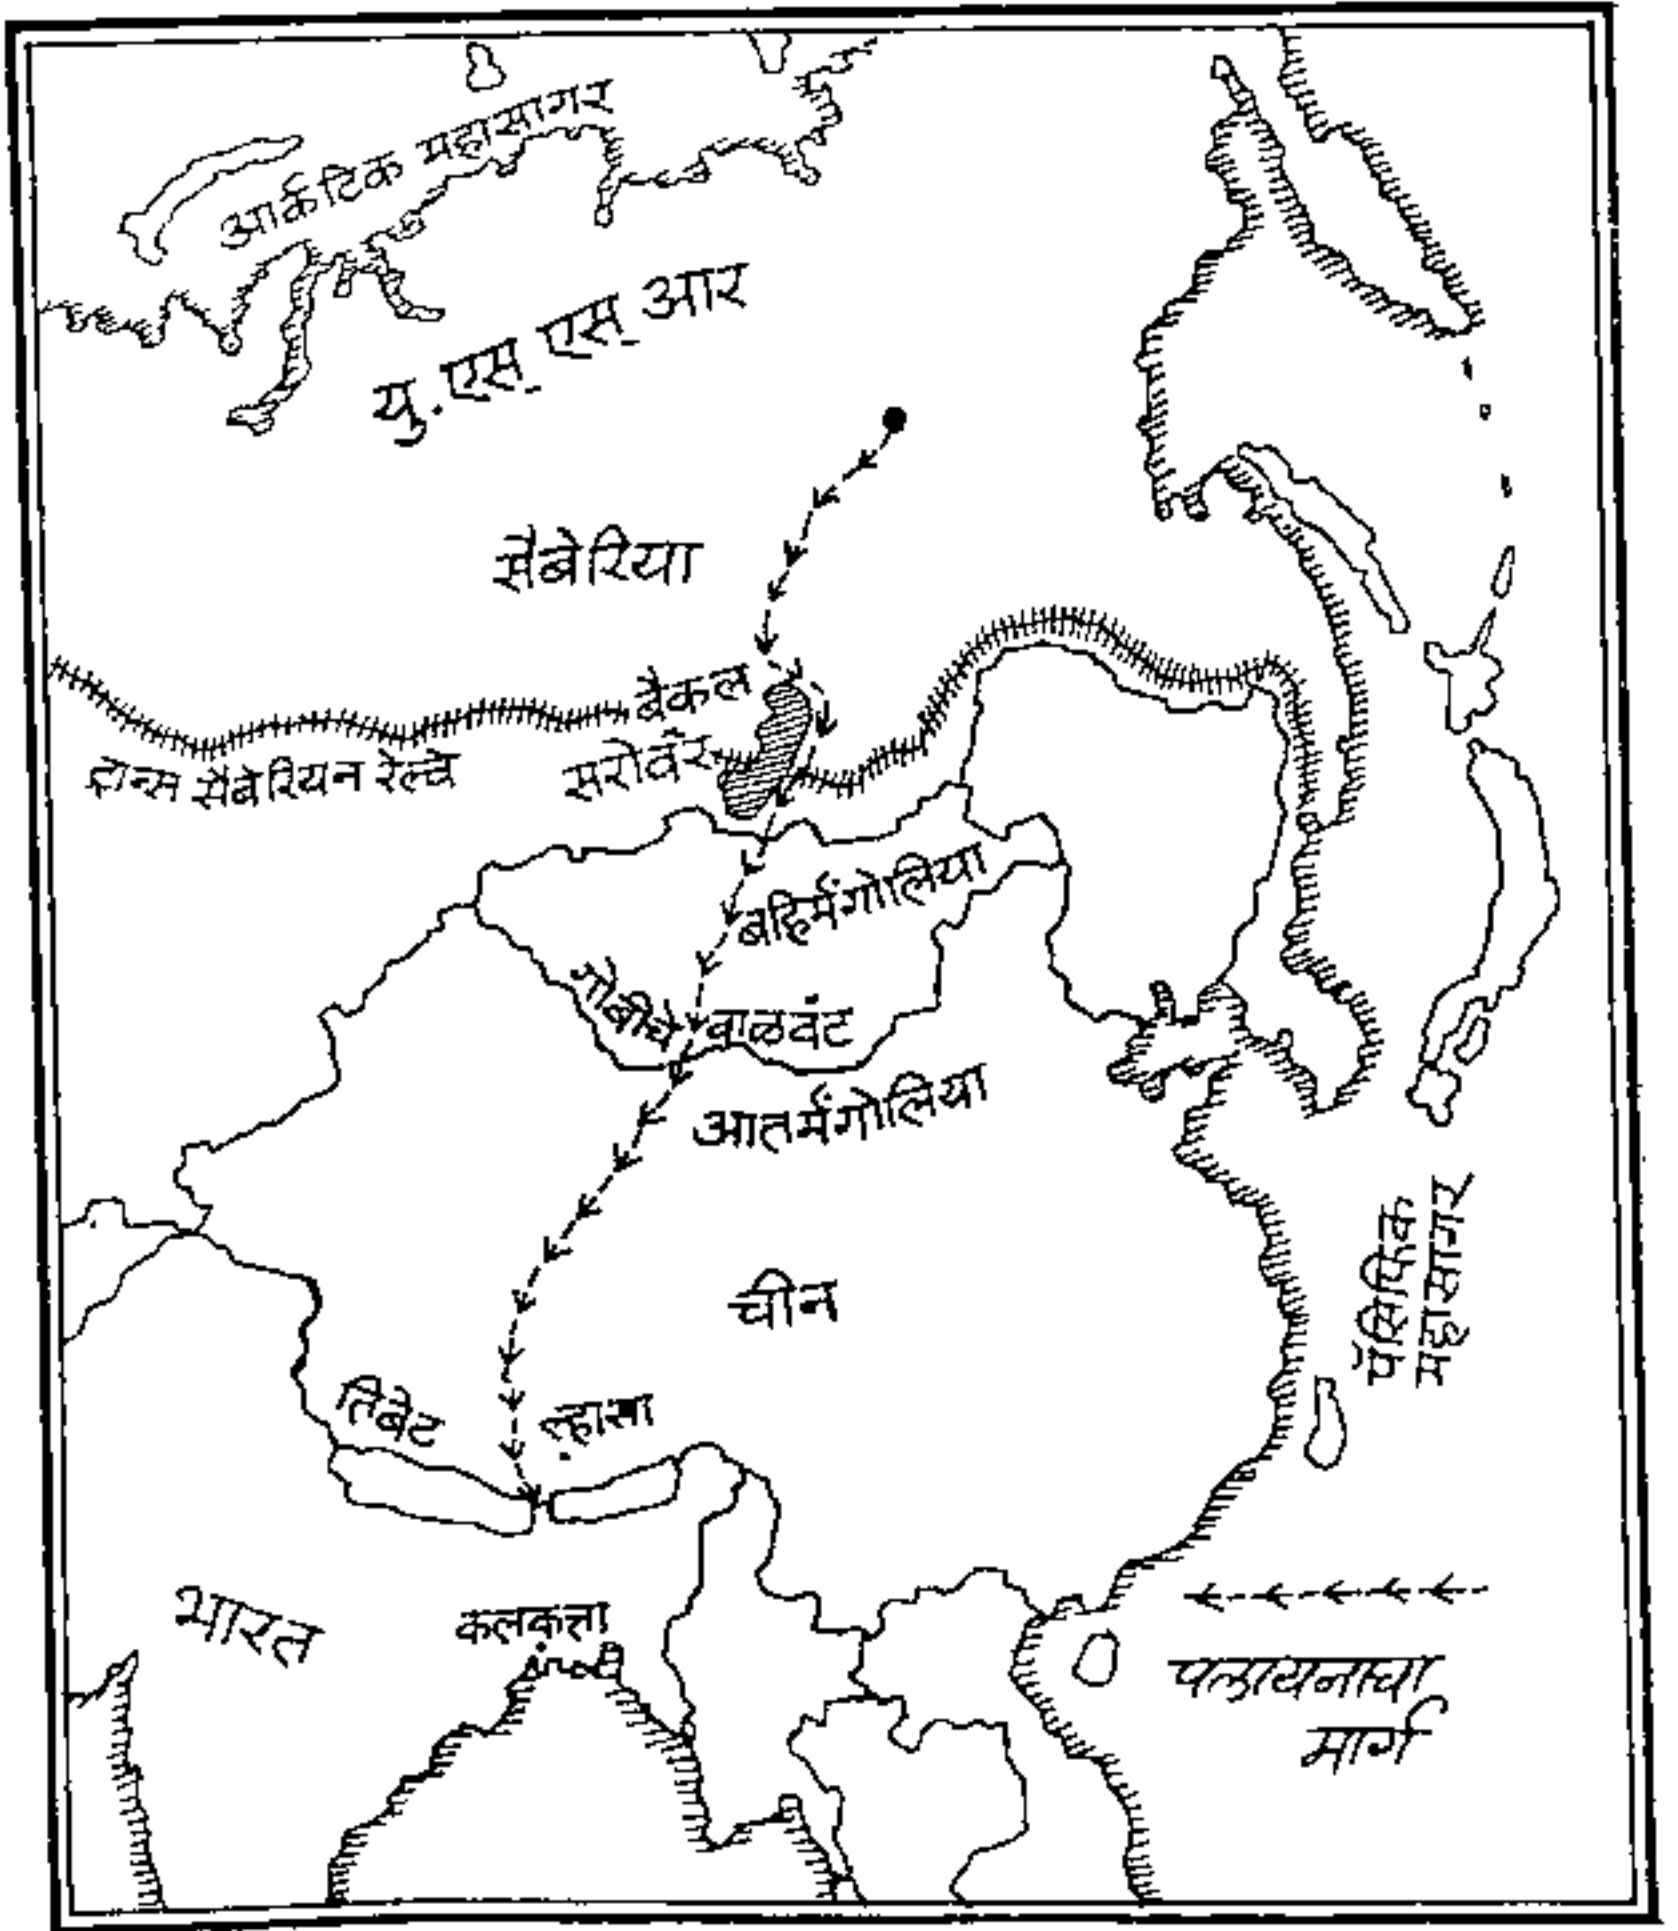 आर्कटिक महासागर
यु. एस्. एस्. आर
सैबेरिया
बैकल
सरोवर
ट्रान्स सैबेरियन रेल्वे
बहिर्मंगोलिया
गोबीचे वाळवंट
आतर्मंगोलिया
चीन
पॅसिफिक
महासागर
तिबेट
ल्हासा
भारत
कलकत्ता
पलायनाचा
मार्ग